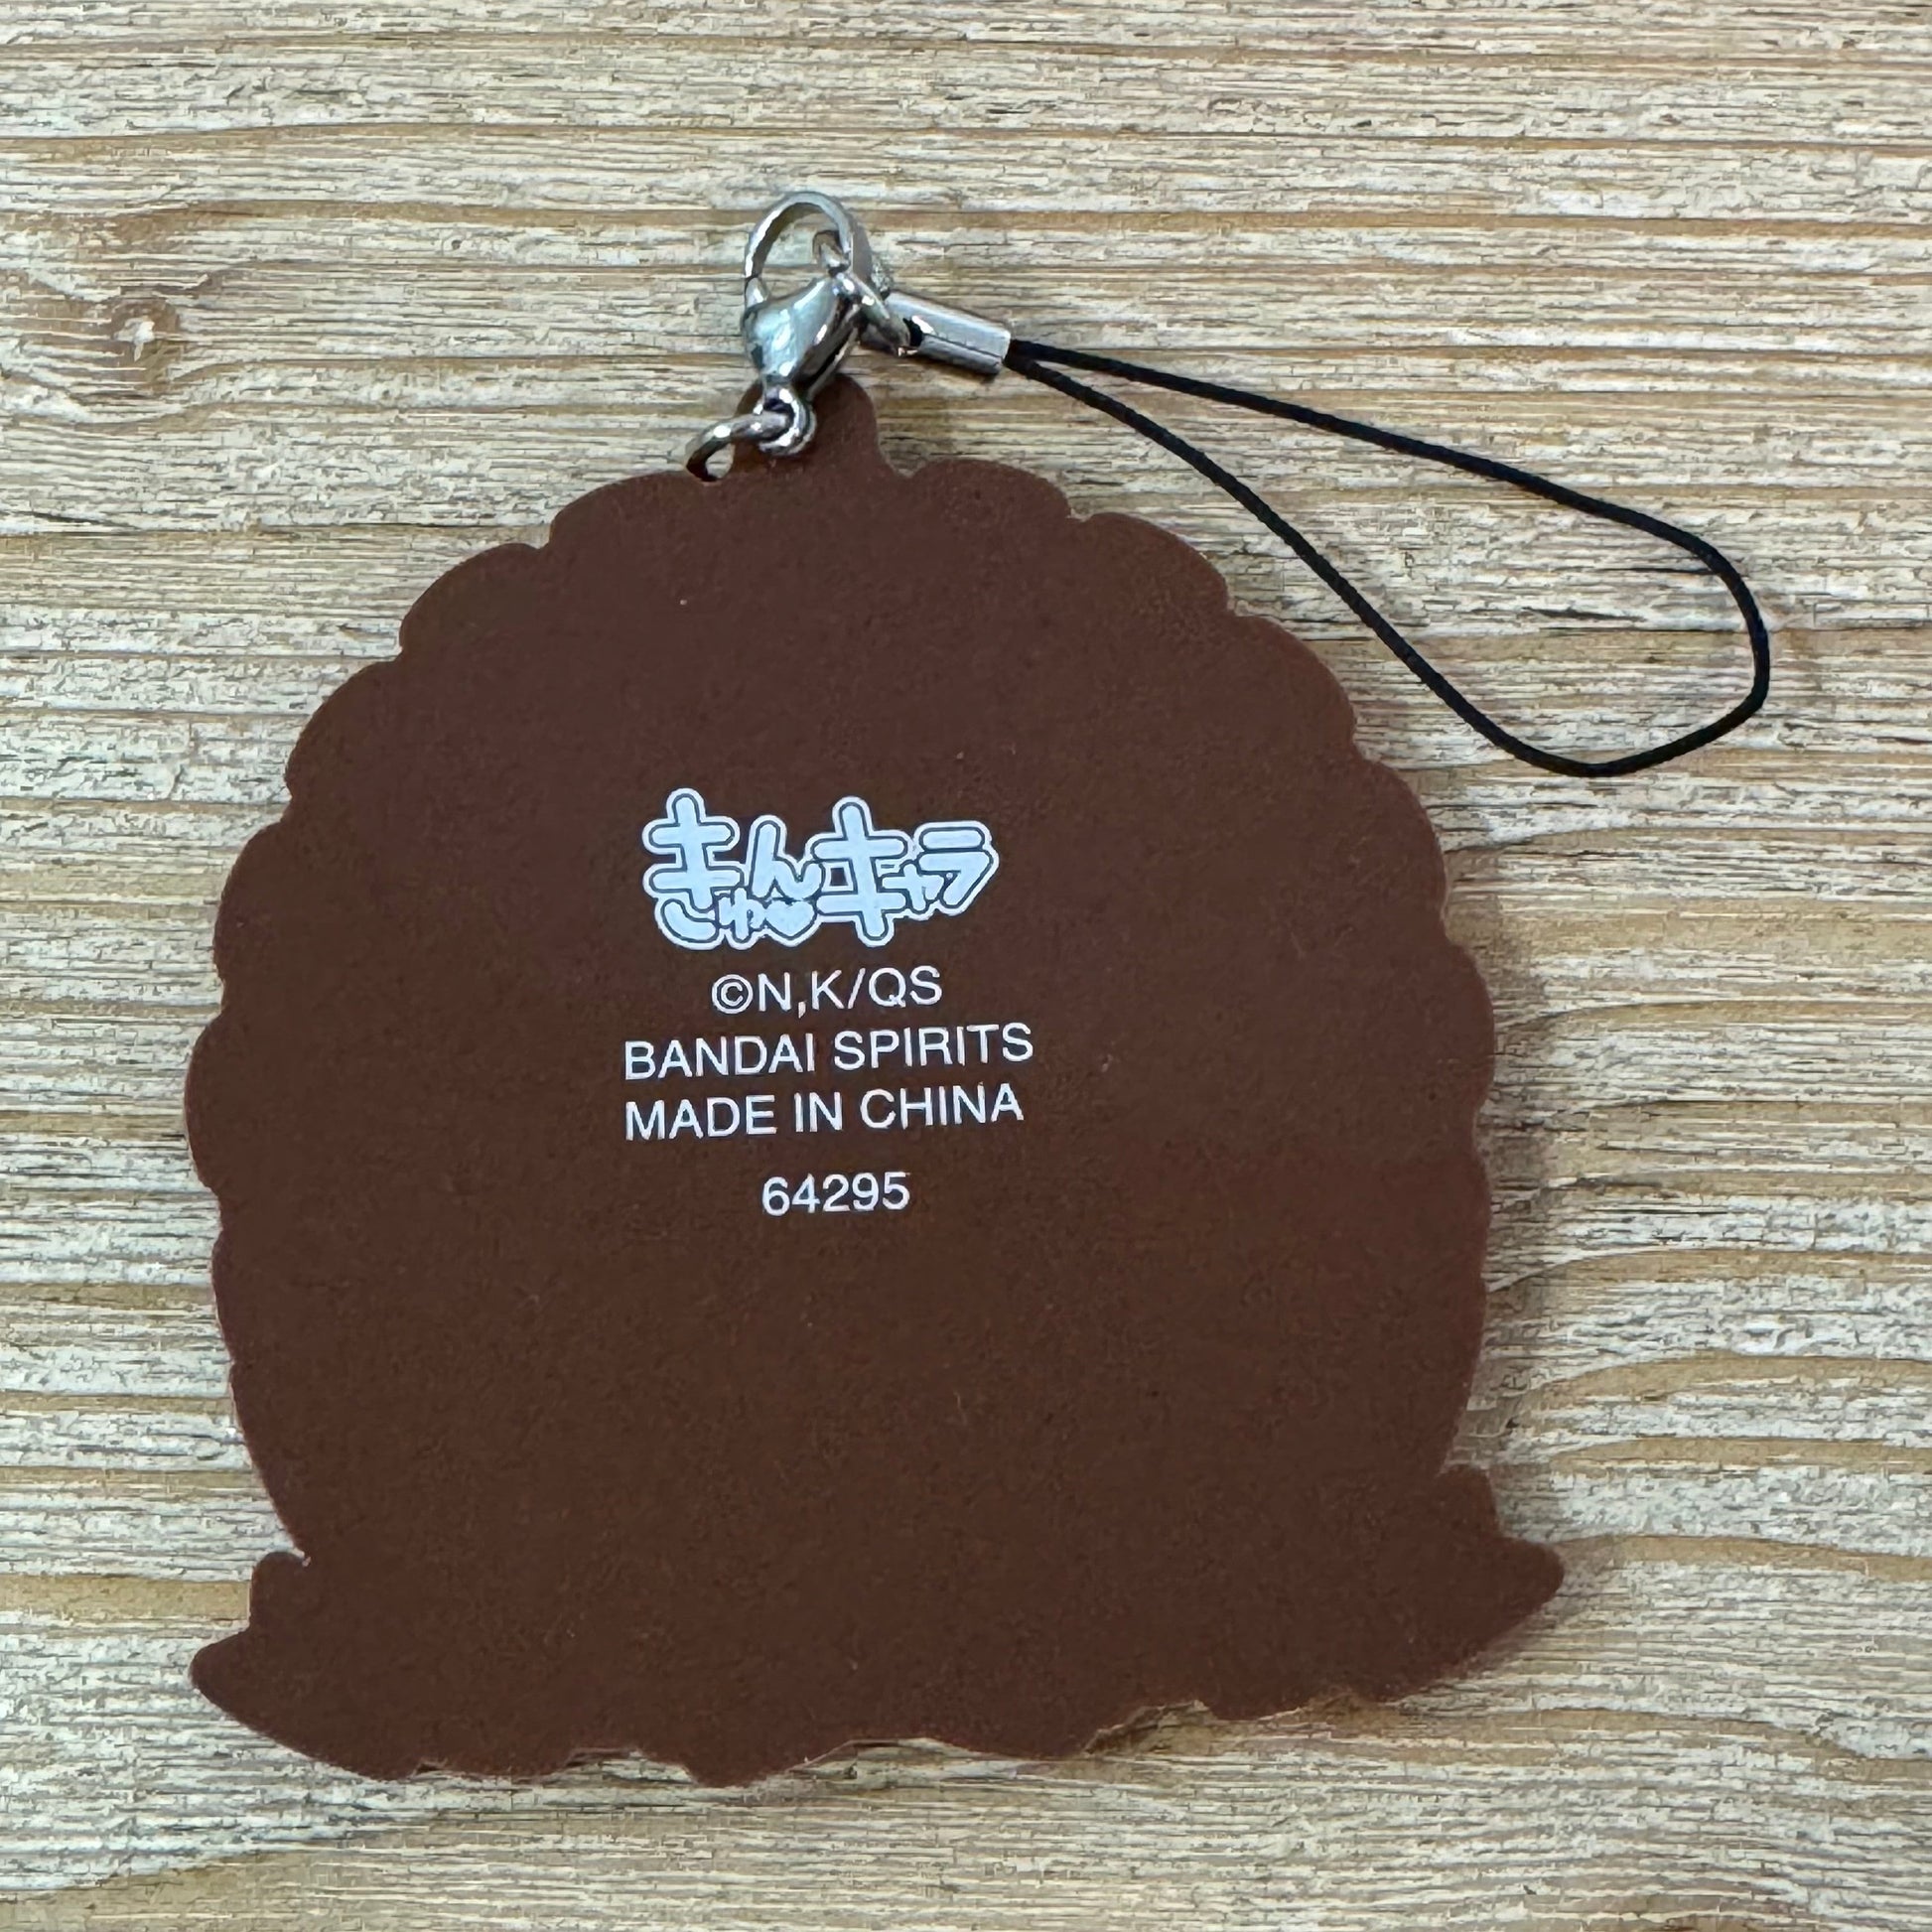 きゅんキャラ
©N,K/QS
BANDAI SPIRITS
MADE IN CHINA
64295